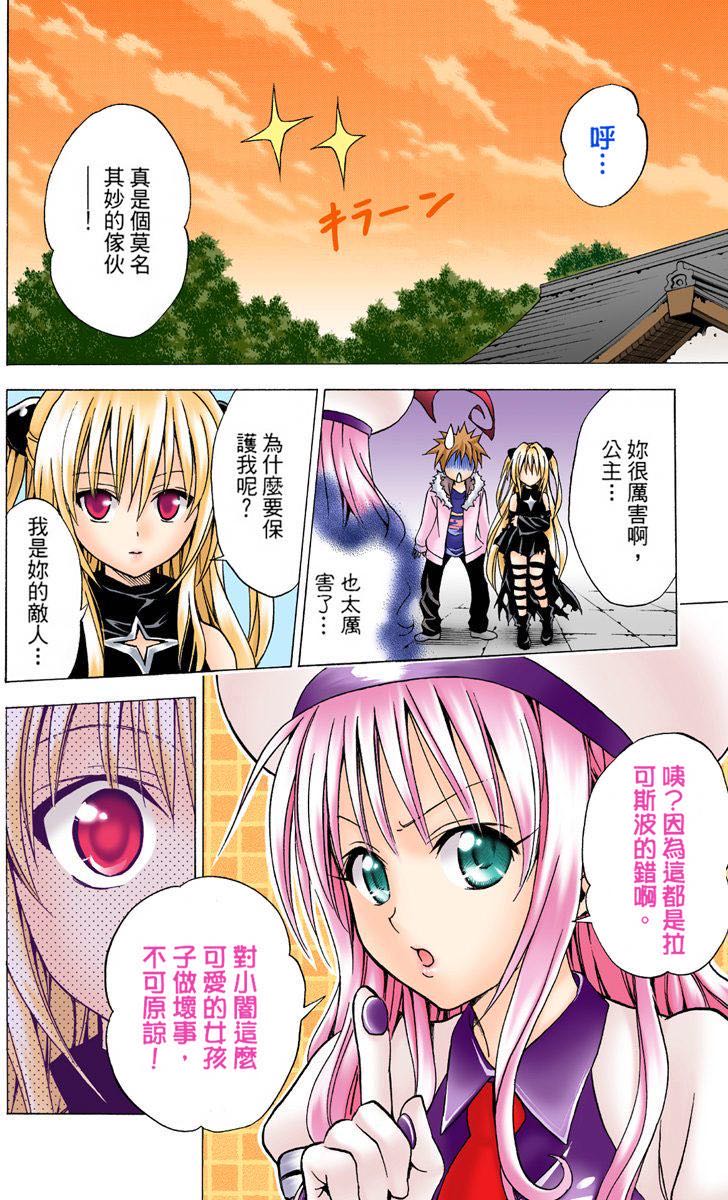 呼…
真是個莫名
其妙的傢伙
——！
キラーン
妳很厲害啊，
公主…
也太厲
害了…
為什麼要保
護我呢？
我是妳的敵人…
咦？因為這都是拉
可斯波的錯啊。
對小闇這麼
可愛的女孩
子做壞事，
不可原諒！